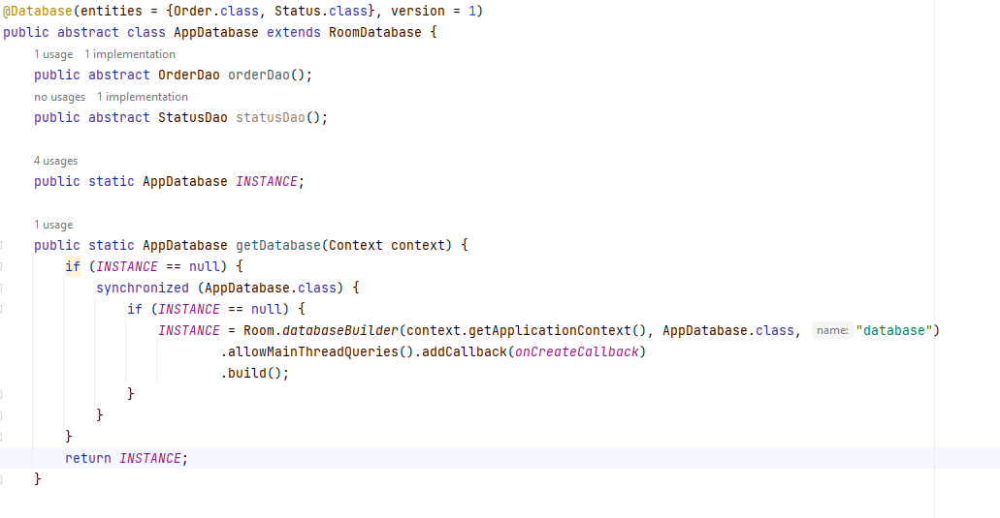 @Database(entities = {Order.class, Status.class}, version = 1)
public abstract class AppDatabase extends RoomDatabase {
1 usage   1 implementation
public abstract OrderDao orderDao();
no usages   1 implementation
public abstract StatusDao statusDao();
4 usages
public static AppDatabase INSTANCE;
1 usage
public static AppDatabase getDatabase(Context context) {
if (INSTANCE == null) {
synchronized (AppDatabase.class) {
if (INSTANCE == null) {
INSTANCE = Room.databaseBuilder(context.getApplicationContext(), AppDatabase.class, name: "database")
.allowMainThreadQueries().addCallback(onCreateCallback)
.build();
}
}
}
return INSTANCE;
}